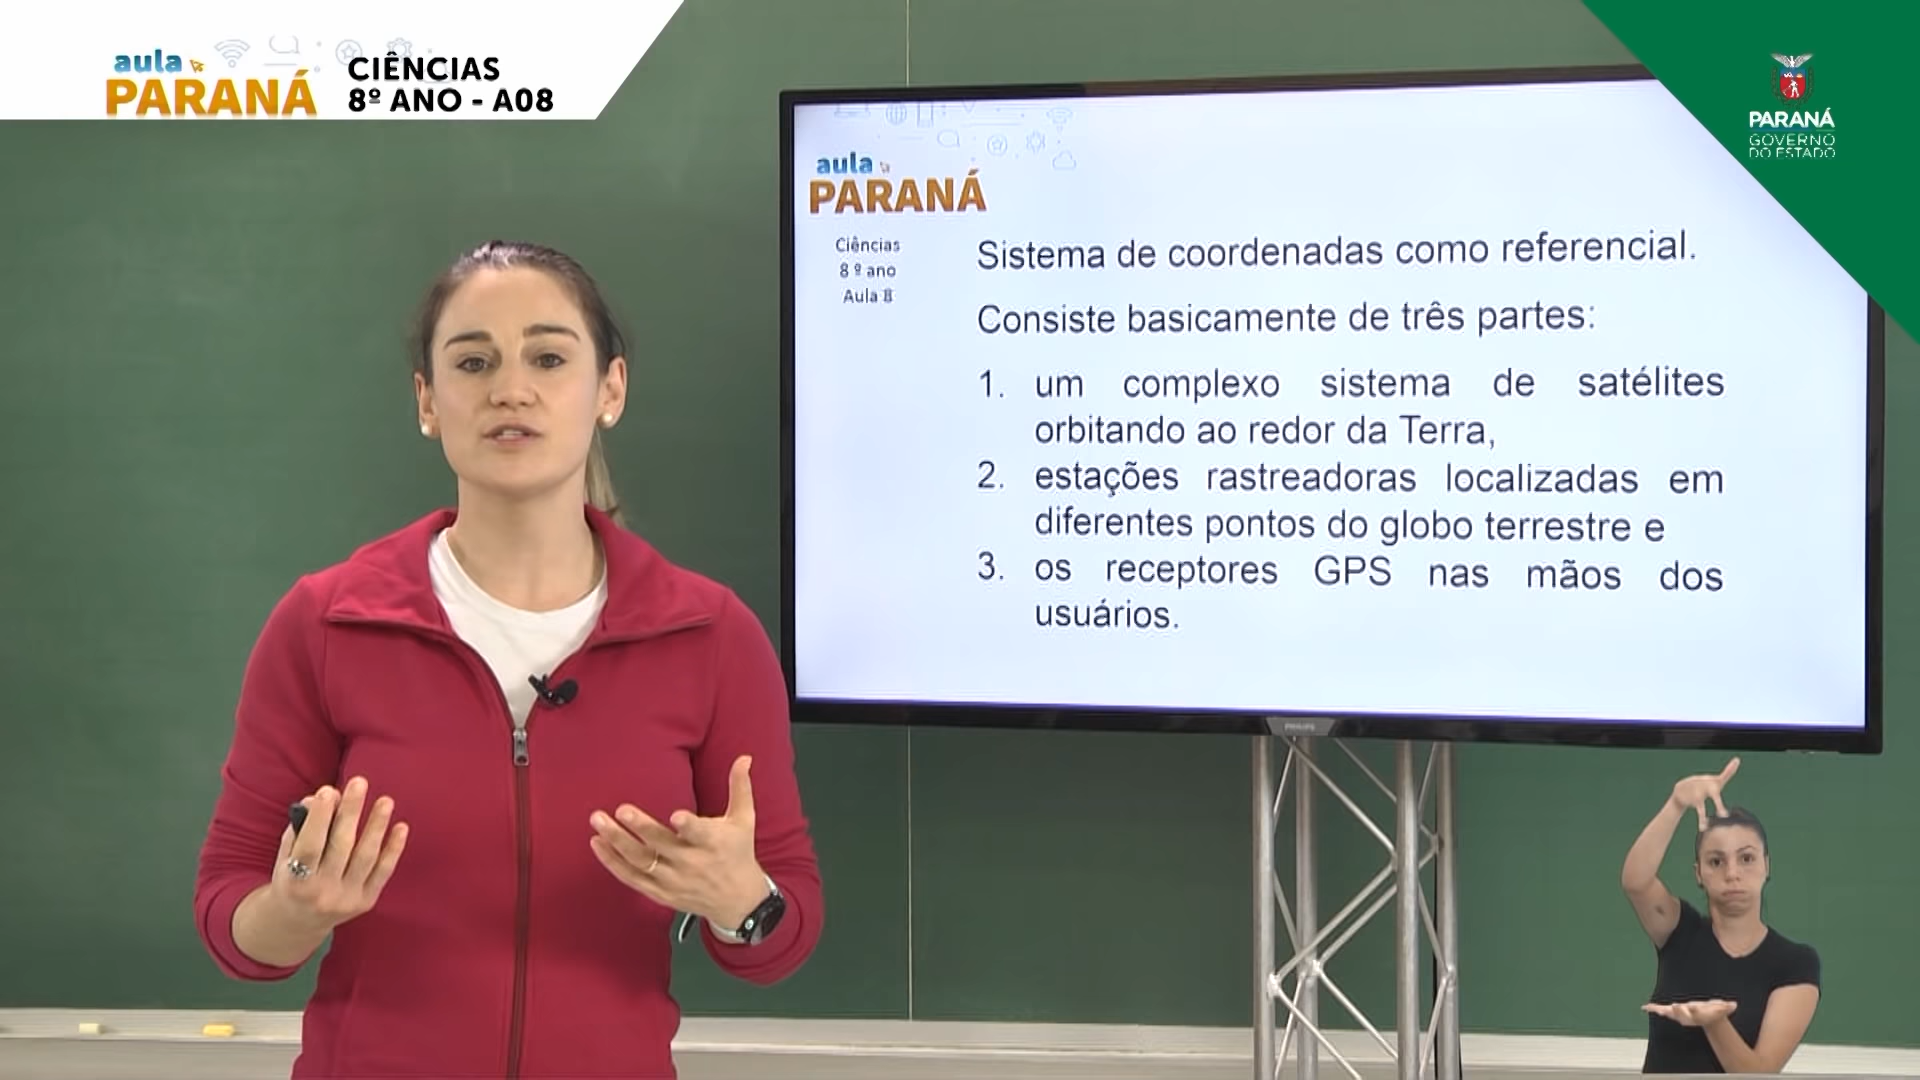 aula
PARANÁ
CIÊNCIAS
8º ANO - A08
PARANÁ
GOVERNO
DO ESTADO
aula
PARANÁ
Ciências
8 º ano
Aula 8
Sistema de coordenadas como referencial.
Consiste basicamente de três partes:
1. um complexo sistema de satélites
orbitando ao redor da Terra,
2. estações rastreadoras localizadas em
diferentes pontos do globo terrestre e
3. os receptores GPS nas mãos dos
usuários.
PHILIPS